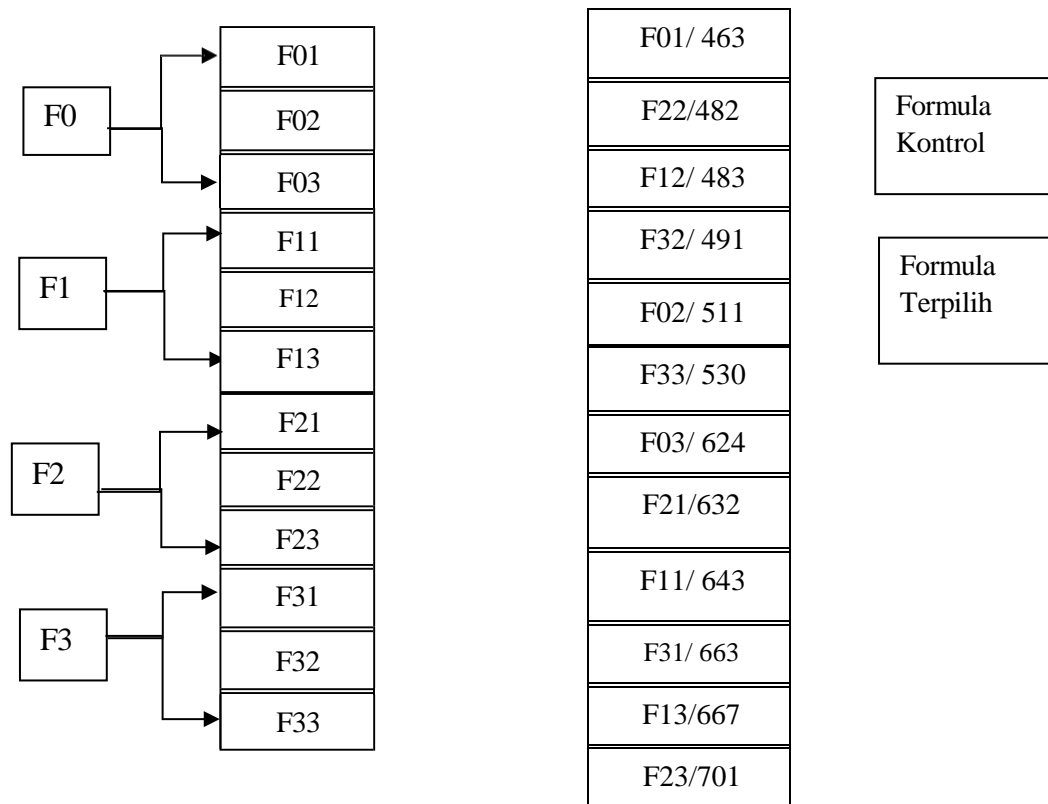 F0
F1
F2
F3
F01
F02
F03
F11
F12
F13
F21
F22
F23
F31
F32
F33
F01/ 463
F22/482
F12/ 483
F32/ 491
F02/ 511
F33/ 530
F03/ 624
F21/632
F11/ 643
F31/ 663
F13/667
F23/701
Formula
Kontrol
Formula
Terpilih